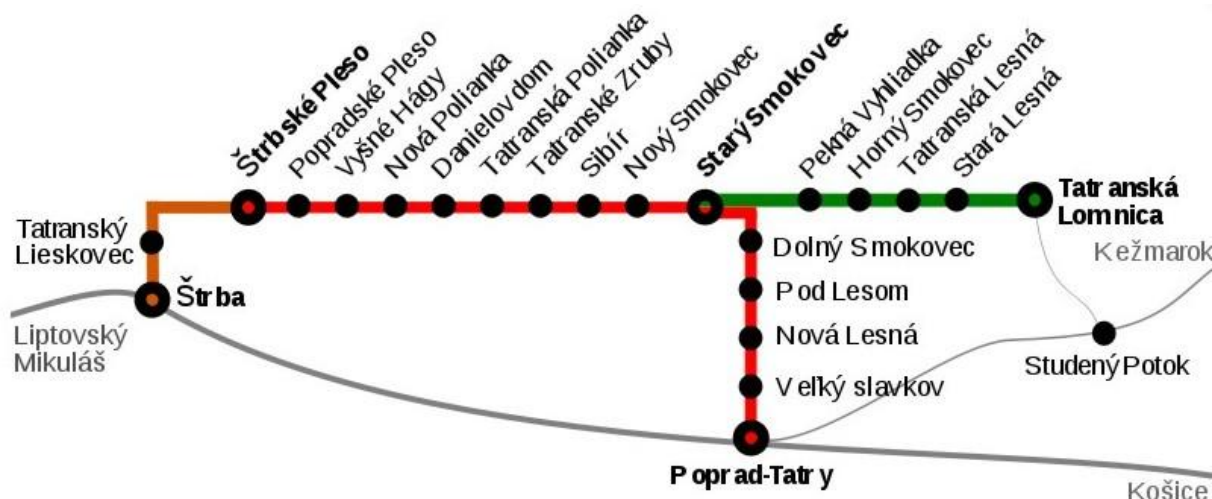 Štrbské Pleso
Popradské Pleso
Vyšné Hágy
Nová Polianka
Danielov dom
Tatranská Polianka
Tatranské Zruby
Sibír
Nový Smokovec
Starý Smokovec
Pekná Vyhliadka
Horný Smokovec
Tatranská Lesná
Stará Lesná
Tatranská
Lomnica
Tatranský
Lieskovec
Štrba
Liptovský
Mikuláš
Dolný Smokovec
Pod Lesom
Nová Lesná
Veľký slavkov
Poprad-Tatry
Kežmarok
Studený Potok
Košice